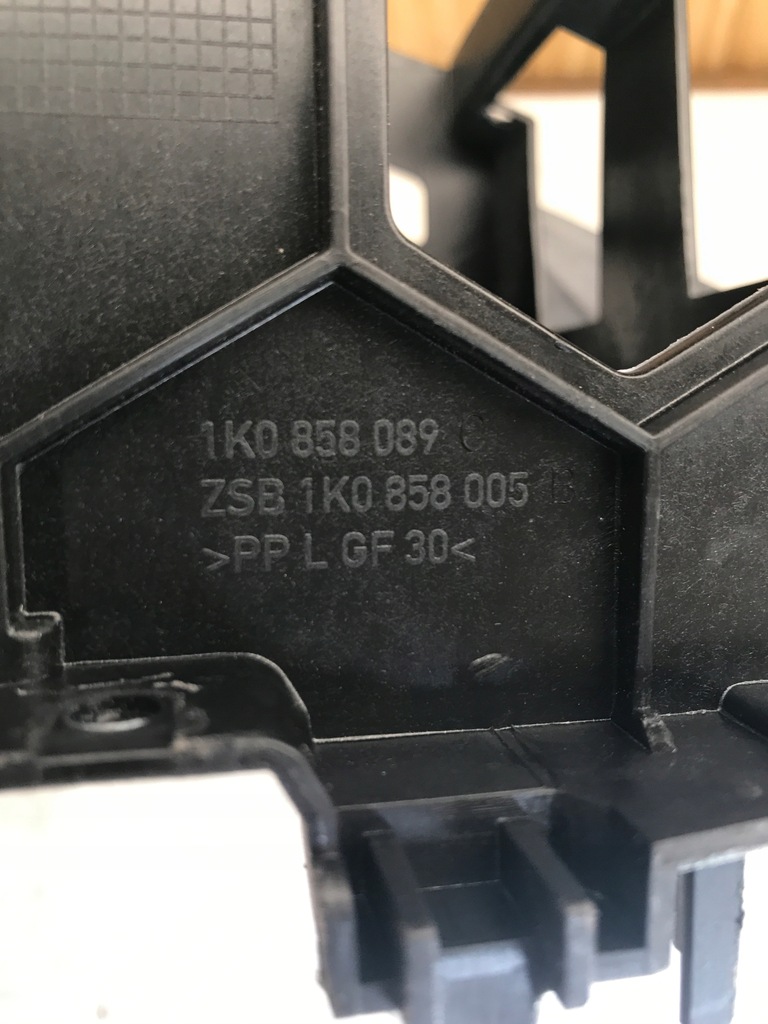 1K0 858 089 C
ZSB 1K0 858 005
>PP L GF 30<